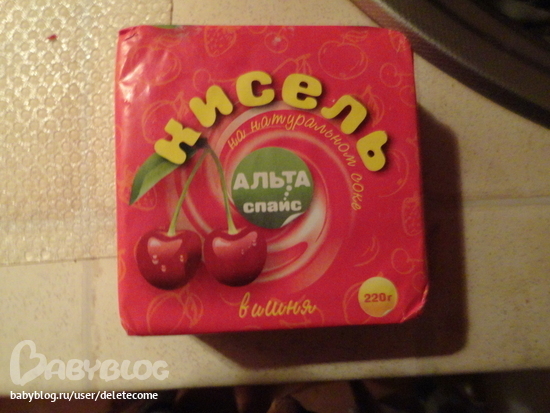 Кисель
на натуральном соке
АЛЬТА
спайс
вишня
220г
BABYBLOG
babyblog.ru/user/deletecome